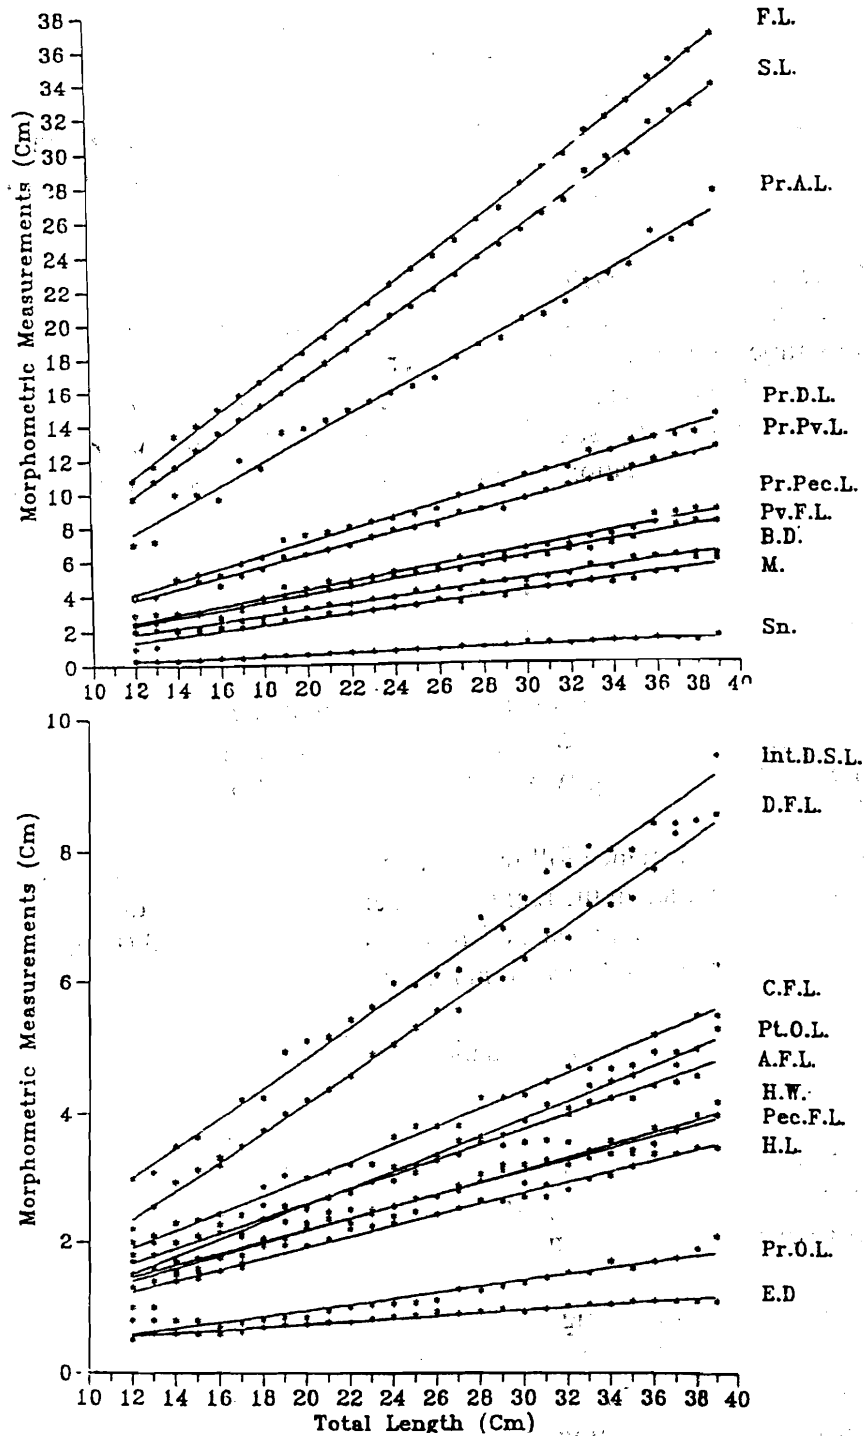 38
36
34
32
30
28
26
24
22
20
18
16
14
12
10
8
6
4
2
0
Morphometric Measurements (Cm)
F.L.
S.L.
Pr.A.L.
Pr.D.L.
Pr.Pv.L.
Pr.Pec.L.
Pv.F.L.
B.D.
M.
Sn.
10 12 14 16 18 20 22 24 26 28 30 32 34 36 38 40
10
8
6
4
2
0
Morphometric Measurements (Cm)
Int.D.S.L.
D.F.L.
C.F.L.
Pt.O.L.
A.F.L.
H.W.
Pec.F.L.
H.L.
Pr.O.L.
E.D
10 12 14 16 18 20 22 24 26 28 30 32 34 36 38 40
Total Length (Cm)